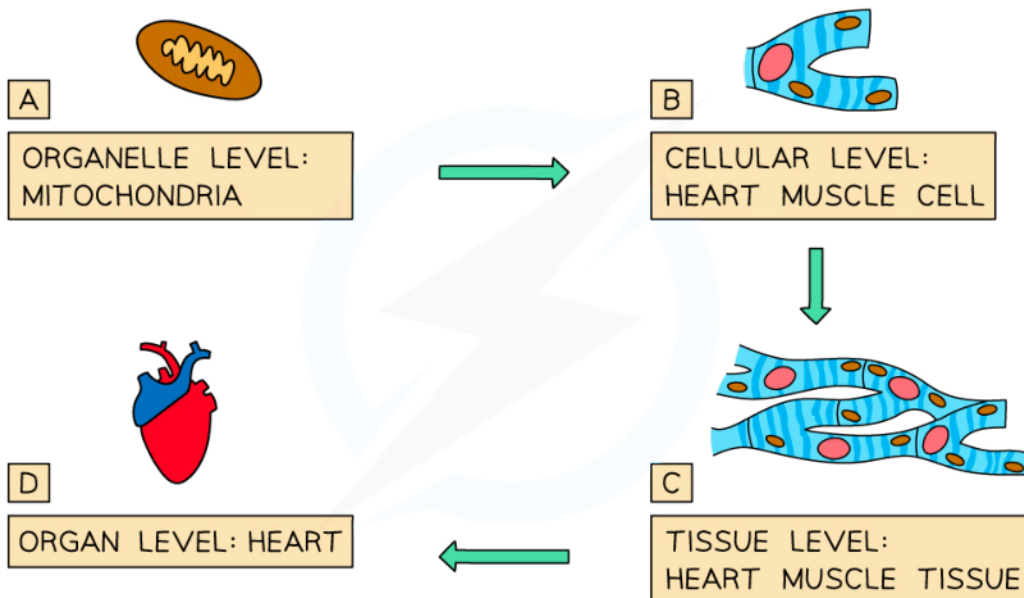 A
ORGANELLE LEVEL:
MITOCHONDRIA
B
CELLULAR LEVEL:
HEART MUSCLE CELL
C
TISSUE LEVEL:
HEART MUSCLE TISSUE
D
ORGAN LEVEL: HEART